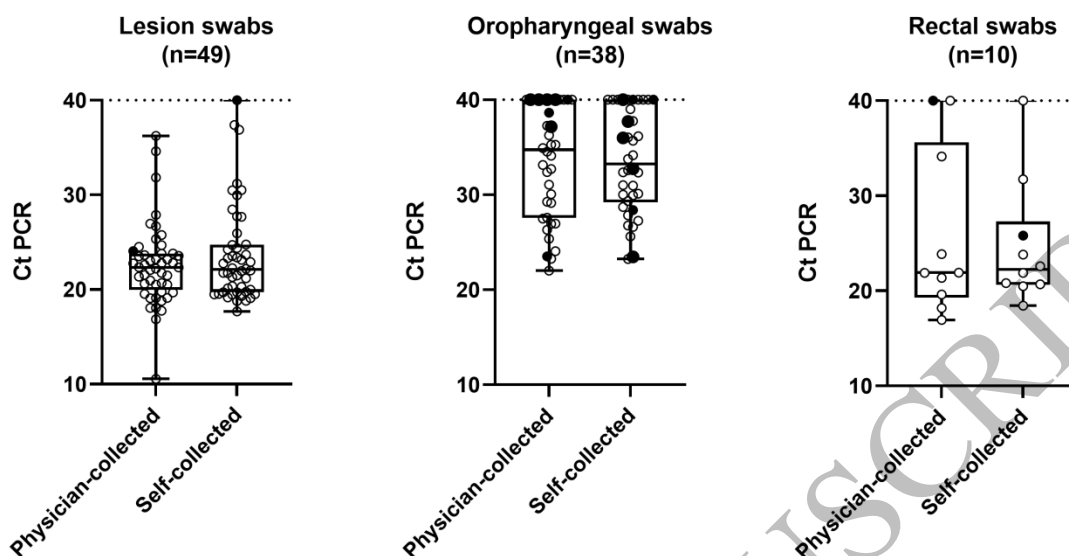 Lesion swabs
(n=49)
Ct PCR
40
30
20
10
Physician-collected
Self-collected
Oropharyngeal swabs
(n=38)
Ct PCR
40
30
20
10
Physician-collected
Self-collected
Rectal swabs
(n=10)
Ct PCR
40
30
20
10
Physician-collected
Self-collected
USCRI